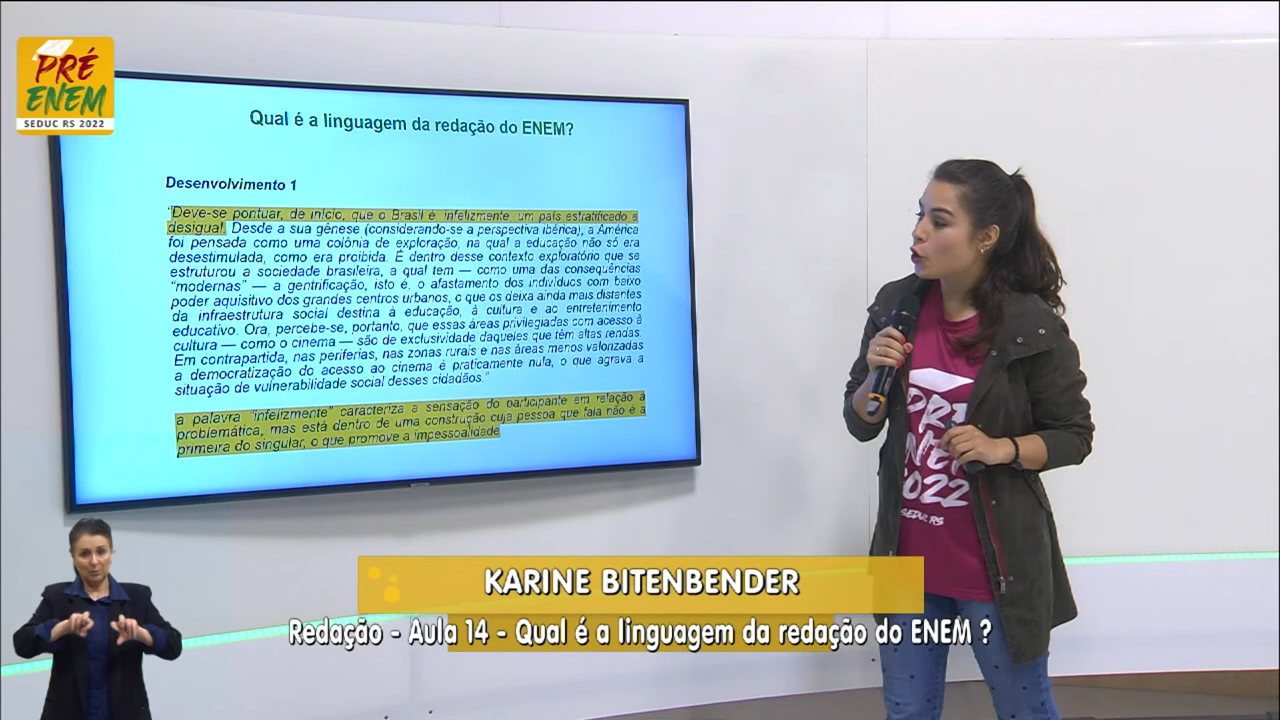 PRÉ
ENEM
SEDUC RS 2022
Qual é a linguagem da redação do ENEM?
Desenvolvimento 1
"Deve-se pontuar, de início, que o Brasil é, infelizmente, um país estratificado e
desigual. Desde a sua gênese (considerando-se a perspectiva ibérica), a América
foi pensada como uma colônia de exploração, na qual a educação não só era
desestimulada, como era proibida. É dentro desse contexto exploratório que se
estruturou a sociedade brasileira, a qual tem — como uma das consequências
"modernas" — a gentrificação, isto é, o afastamento dos indivíduos com baixo
poder aquisitivo dos grandes centros urbanos, o que os deixa ainda mais distantes
da infraestrutura social destina à educação, à cultura e ao entretenimento
educativo. Ora, percebe-se, portanto, que essas áreas privilegiadas com acesso à
cultura — como o cinema — são de exclusividade daqueles que têm altas rendas.
Em contrapartida, nas periferias, nas zonas rurais e nas áreas menos valorizadas
a democratização do acesso ao cinema é praticamente nula, o que agrava a
situação de vulnerabilidade social desses cidadãos."
a palavra "infelizmente" caracteriza a sensação do participante em relação à
problemática, mas está dentro de uma construção cuja pessoa que fala não é a
primeira do singular, o que promove a impessoalidade
2022
SEDUC RS
KARINE BITENBENDER
Redação - Aula 14 - Qual é a linguagem da redação do ENEM ?